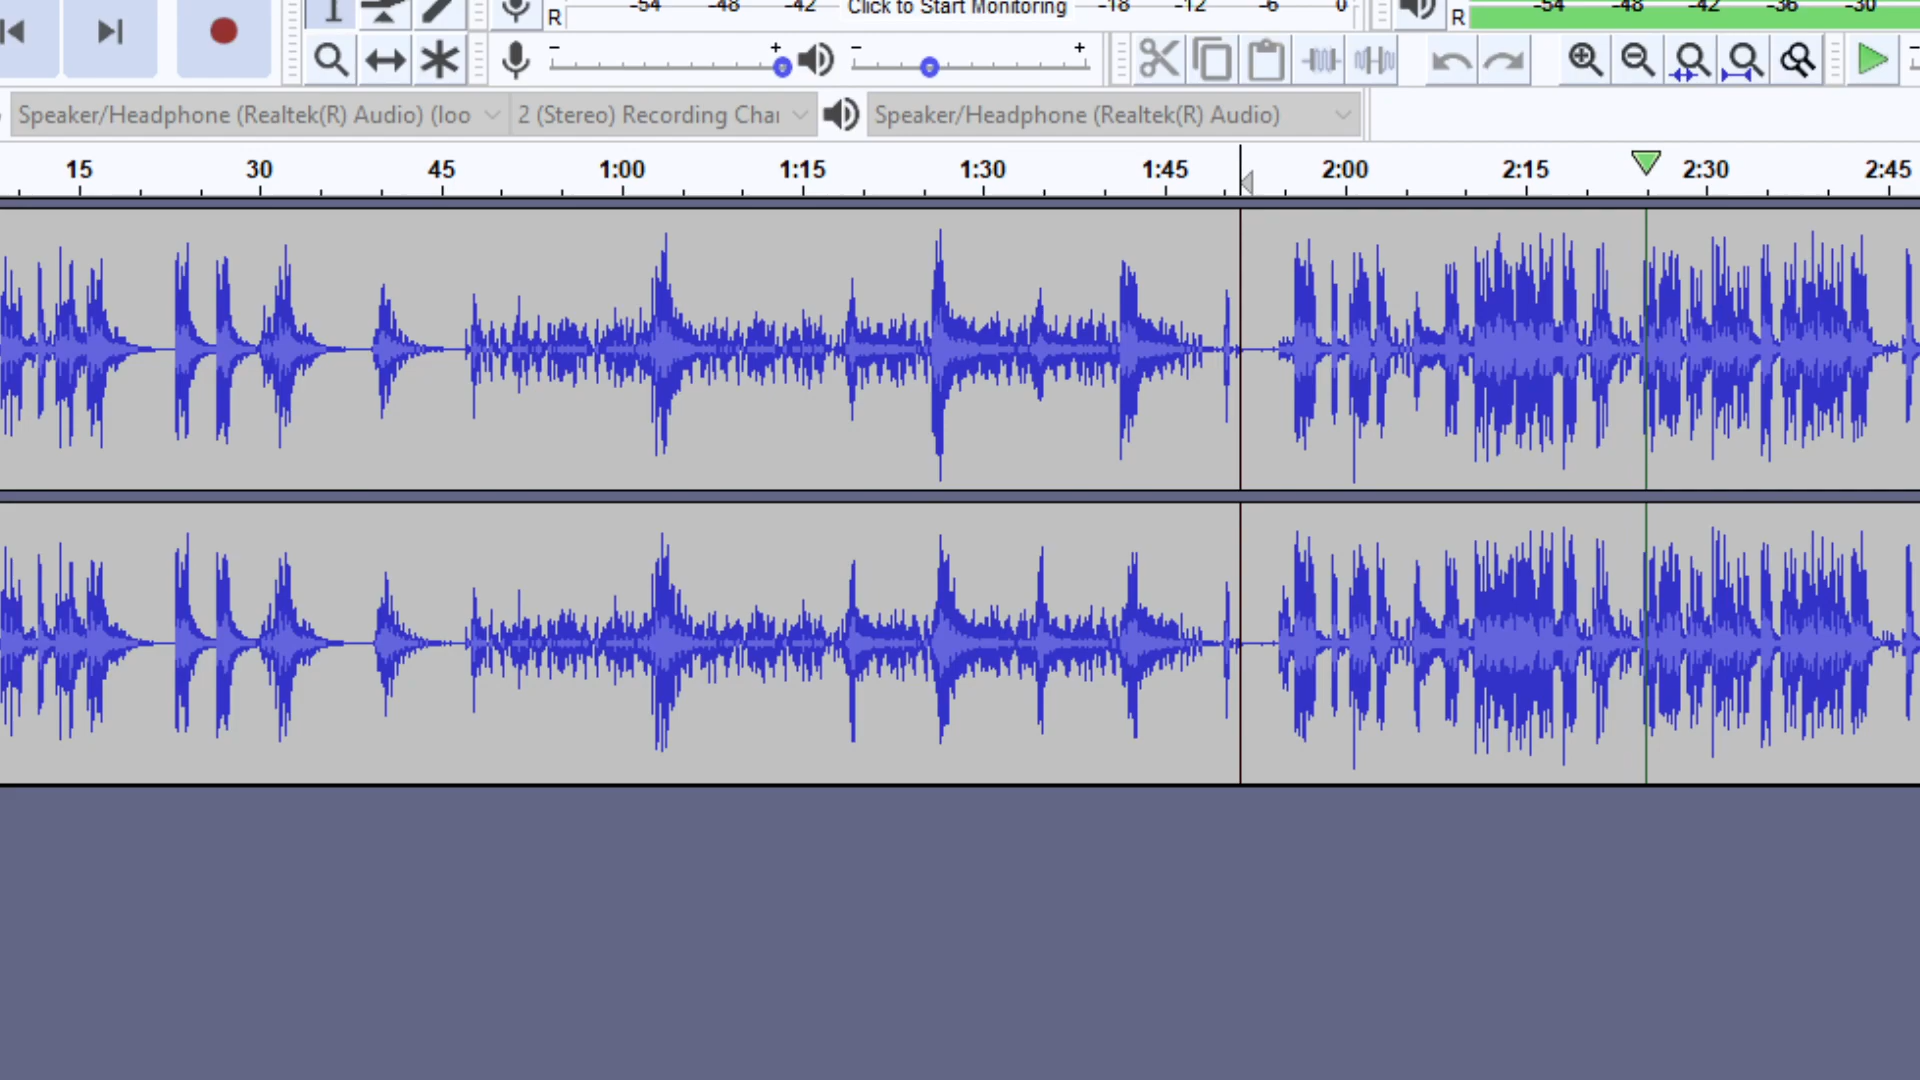 -54 -48 -42 Click to Start Monitoring -18 -12 -6 0 -54 -48 -42 -36 -30
R R
- + - +
Speaker/Headphone (Realtek(R) Audio) (loo 2 (Stereo) Recording Chai Speaker/Headphone (Realtek(R) Audio)
15 30 45 1:00 1:15 1:30 1:45 2:00 2:15 2:30 2:45